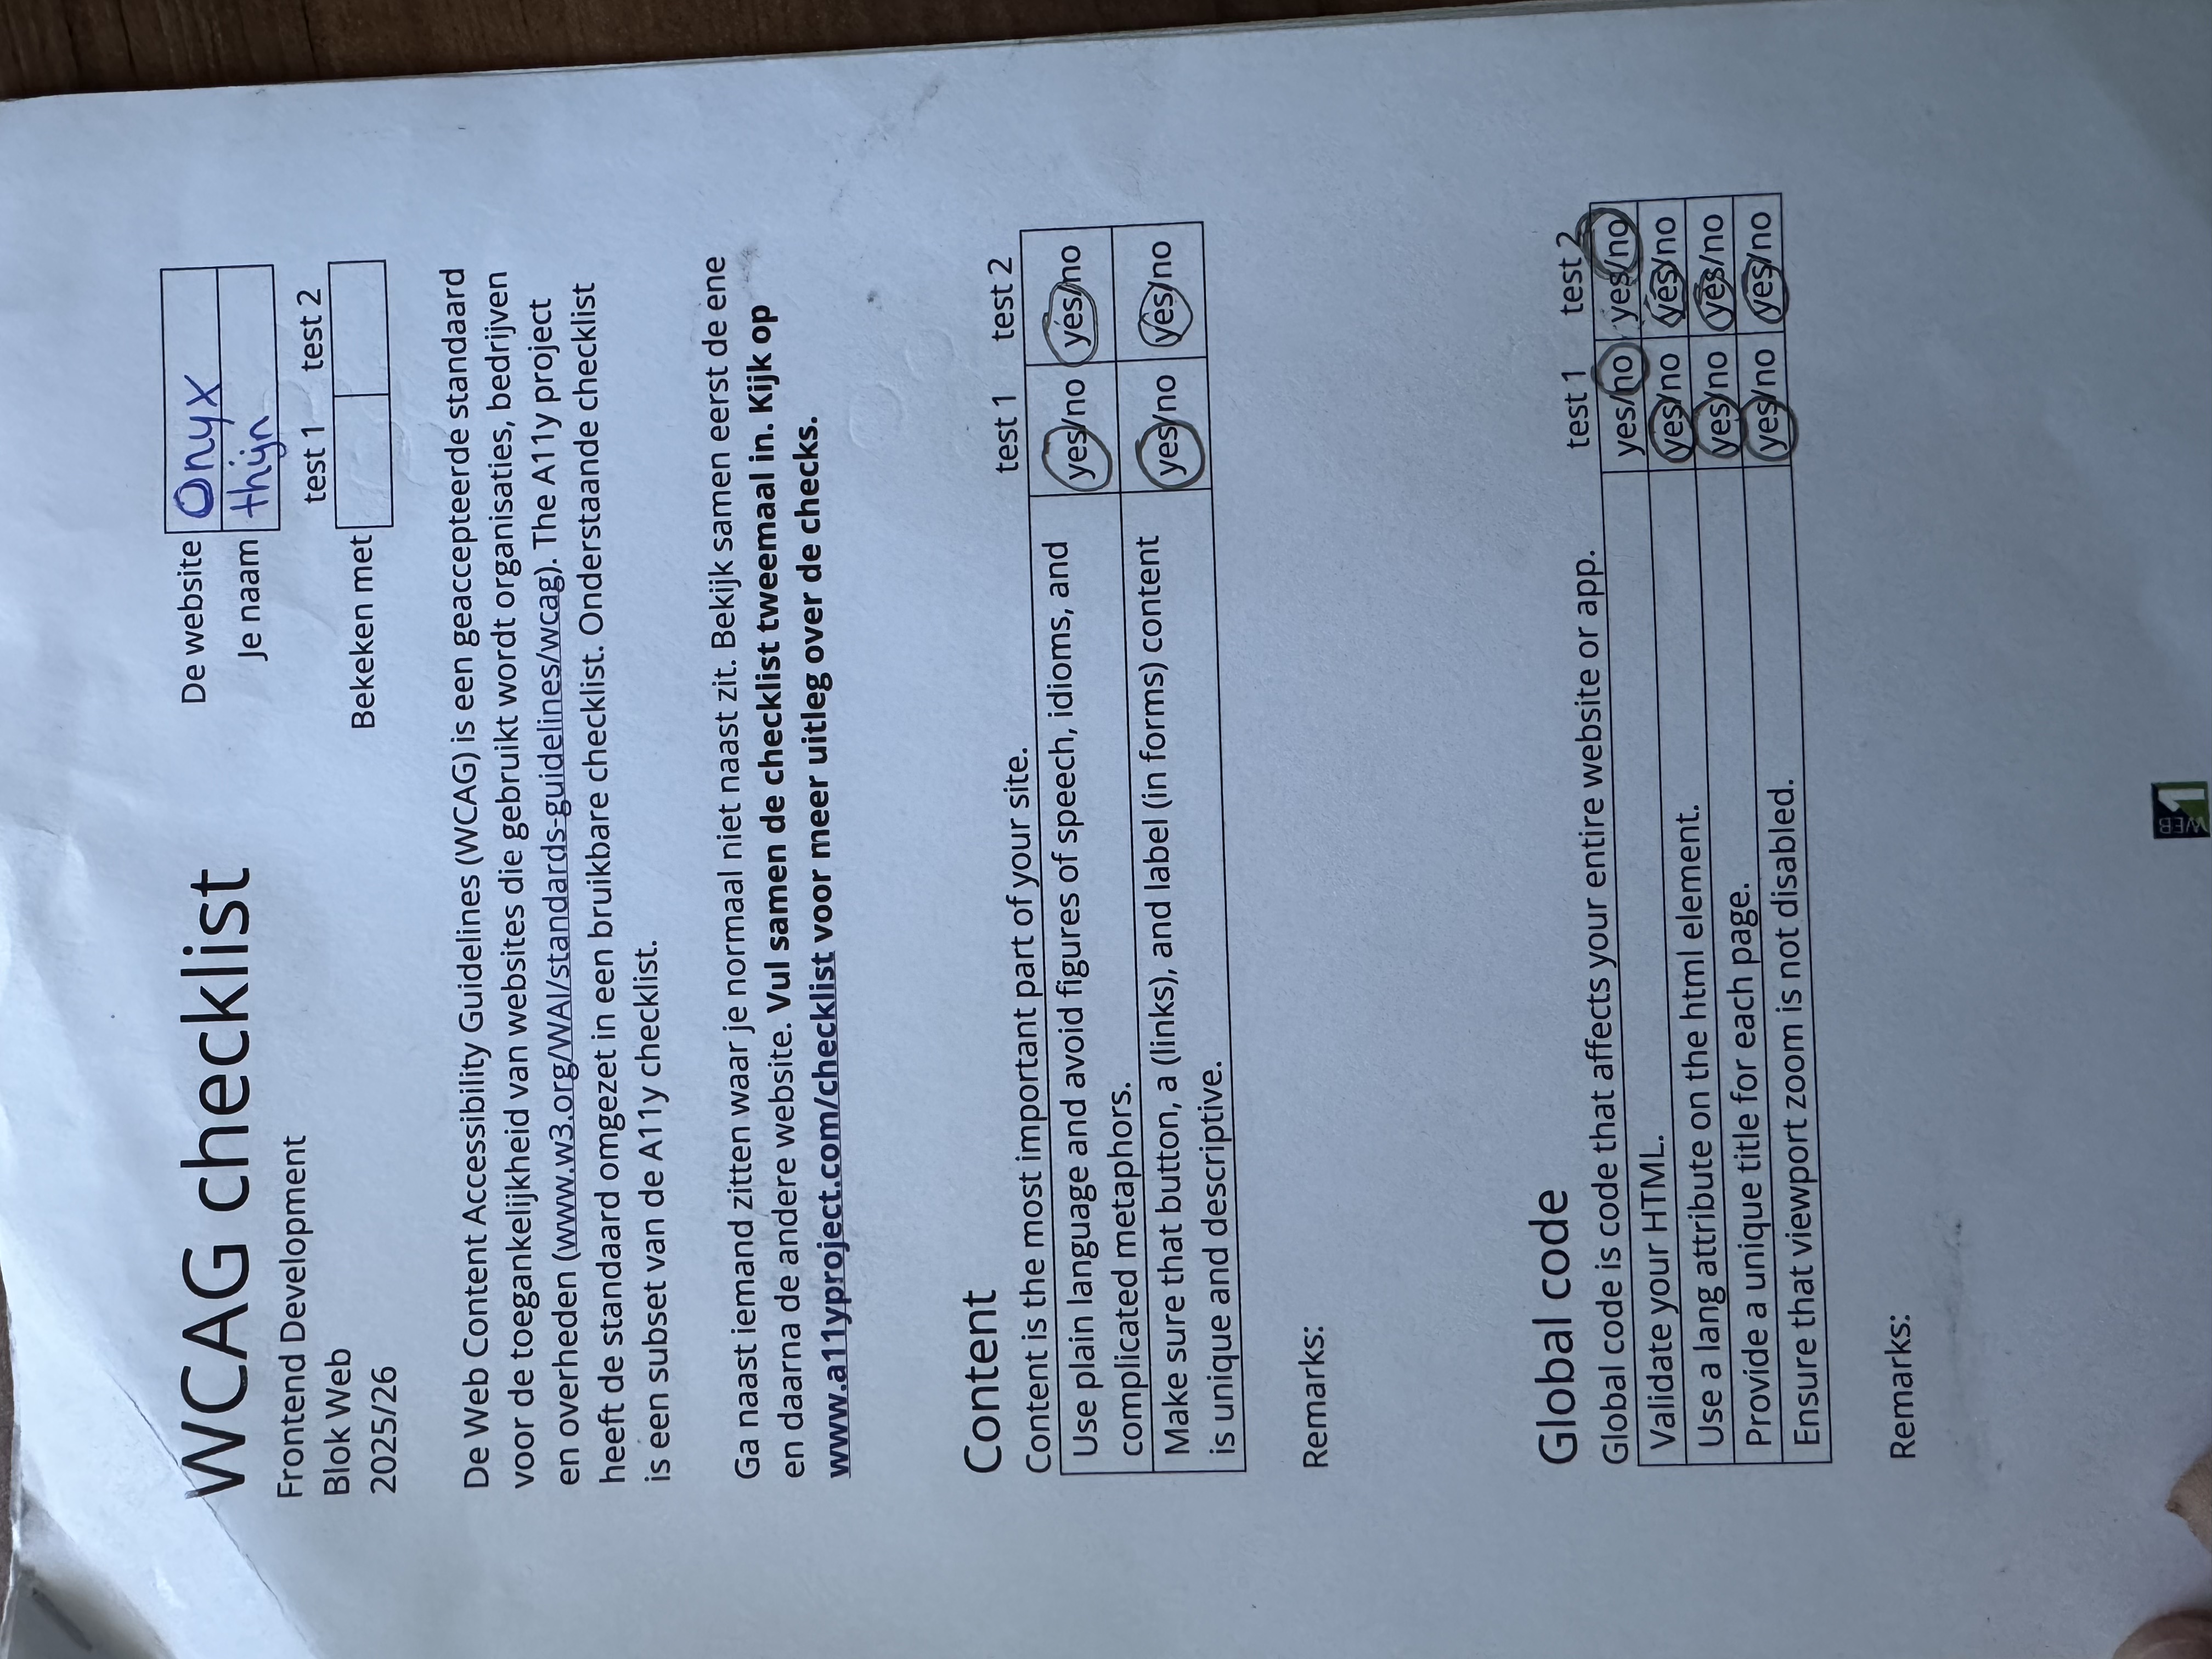 WCAG checklist
Frontend Development
Blok Web
2025/26
De website Onyx
Je naam thijn
test 1 test 2
Bekeken met
De Web Content Accessibility Guidelines (WCAG) is een geaccepteerde standaard
voor de toegankelijkheid van websites die gebruikt wordt organisaties, bedrijven
en overheden (www.w3.org/WAI/standards-guidelines/wcag). The A11y project
heeft de standaard omgezet in een bruikbare checklist. Onderstaande checklist
is een subset van de A11y checklist.
Ga naast iemand zitten waar je normaal niet naast zit. Bekijk samen eerst de ene
en daarna de andere website. Vul samen de checklist tweemaal in. Kijk op
www.a11yproject.com/checklist voor meer uitleg over de checks.
Content
Content is the most important part of your site. test 1 test 2
Use plain language and avoid figures of speech, idioms, and
complicated metaphors. yes/no yes/no
Make sure that button, a (links), and label (in forms) content
is unique and descriptive. yes/no yes/no
Remarks:
Global code
Global code is code that affects your entire website or app. test 1 test 2
Validate your HTML. yes/no yes/no
Use a lang attribute on the html element. yes/no yes/no
Provide a unique title for each page. yes/no yes/no
Ensure that viewport zoom is not disabled. yes/no yes/no
Remarks:
WEB 1